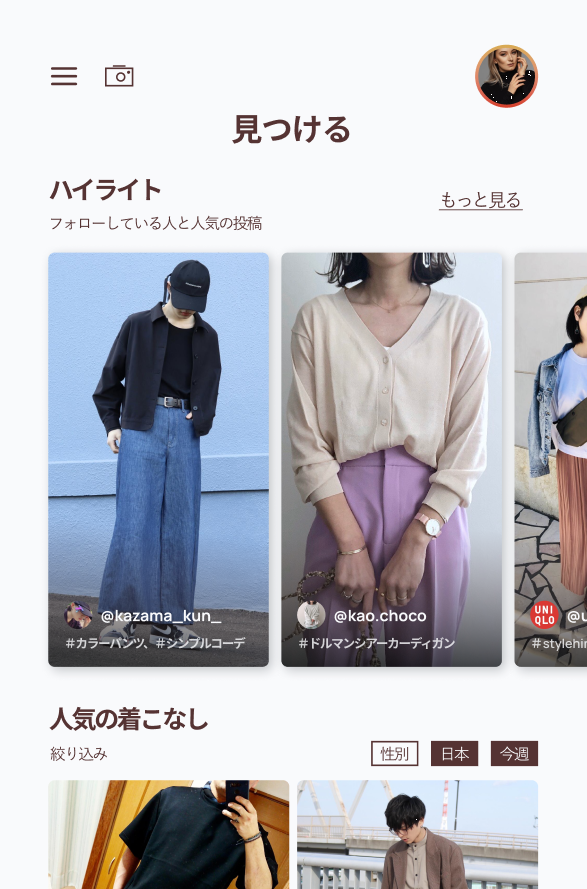 見つける
ハイライト
もっと見る
フォローしている人と人気の投稿
@kazama_kun_
#カラーパンツ、#シンプルコーデ
@kao.choco
#ドルマンシアーカーディガン
UNI
QLO
@u
#stylehin
人気の着こなし
絞り込み
性別
日本
今週